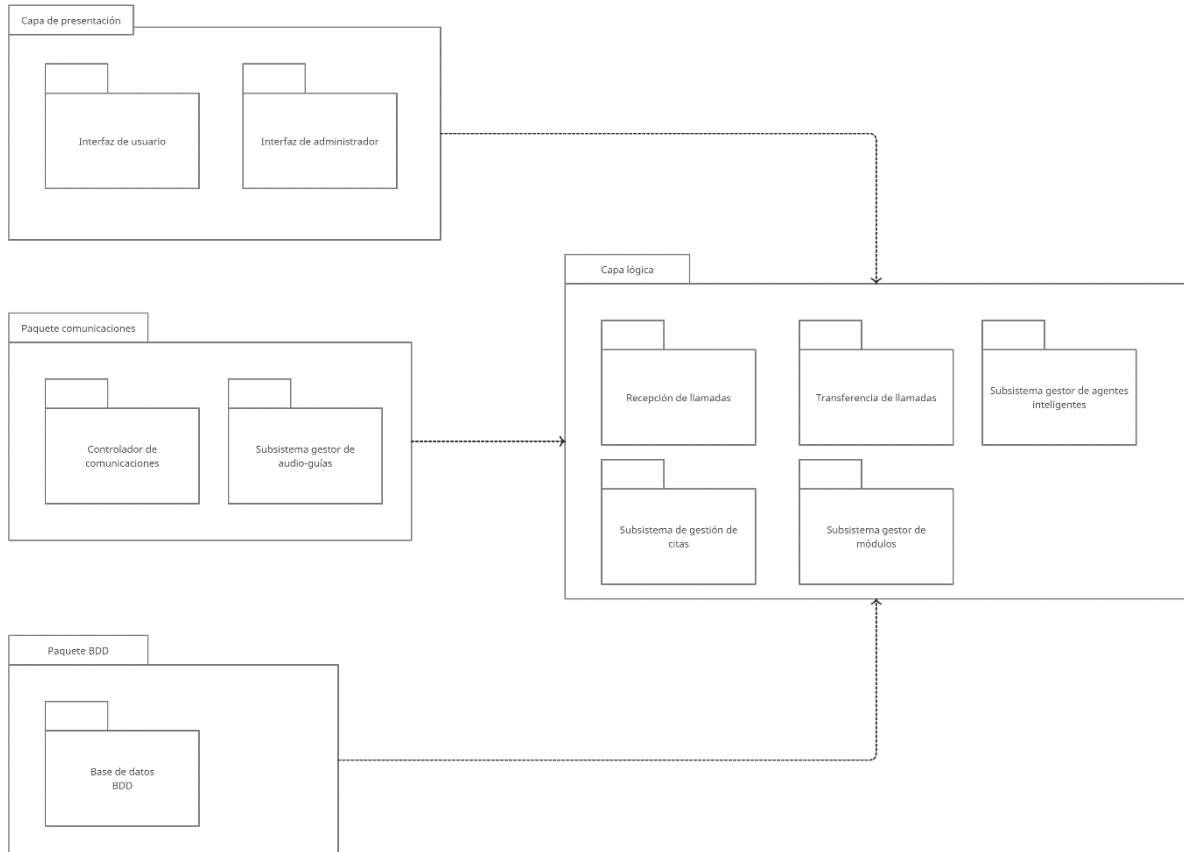 Capa de presentación
Interfaz de usuario
Interfaz de administrador
Capa lógica
Paquete comunicaciones
Recepción de llamadas
Transferencia de llamadas
Subsistema gestor de agentes
inteligentes
Controlador de
comunicaciones
Subsistema gestor de
audio-guías
Subsistema de gestión de
citas
Subsistema gestor de
módulos
Paquete BDD
Base de datos
BDD